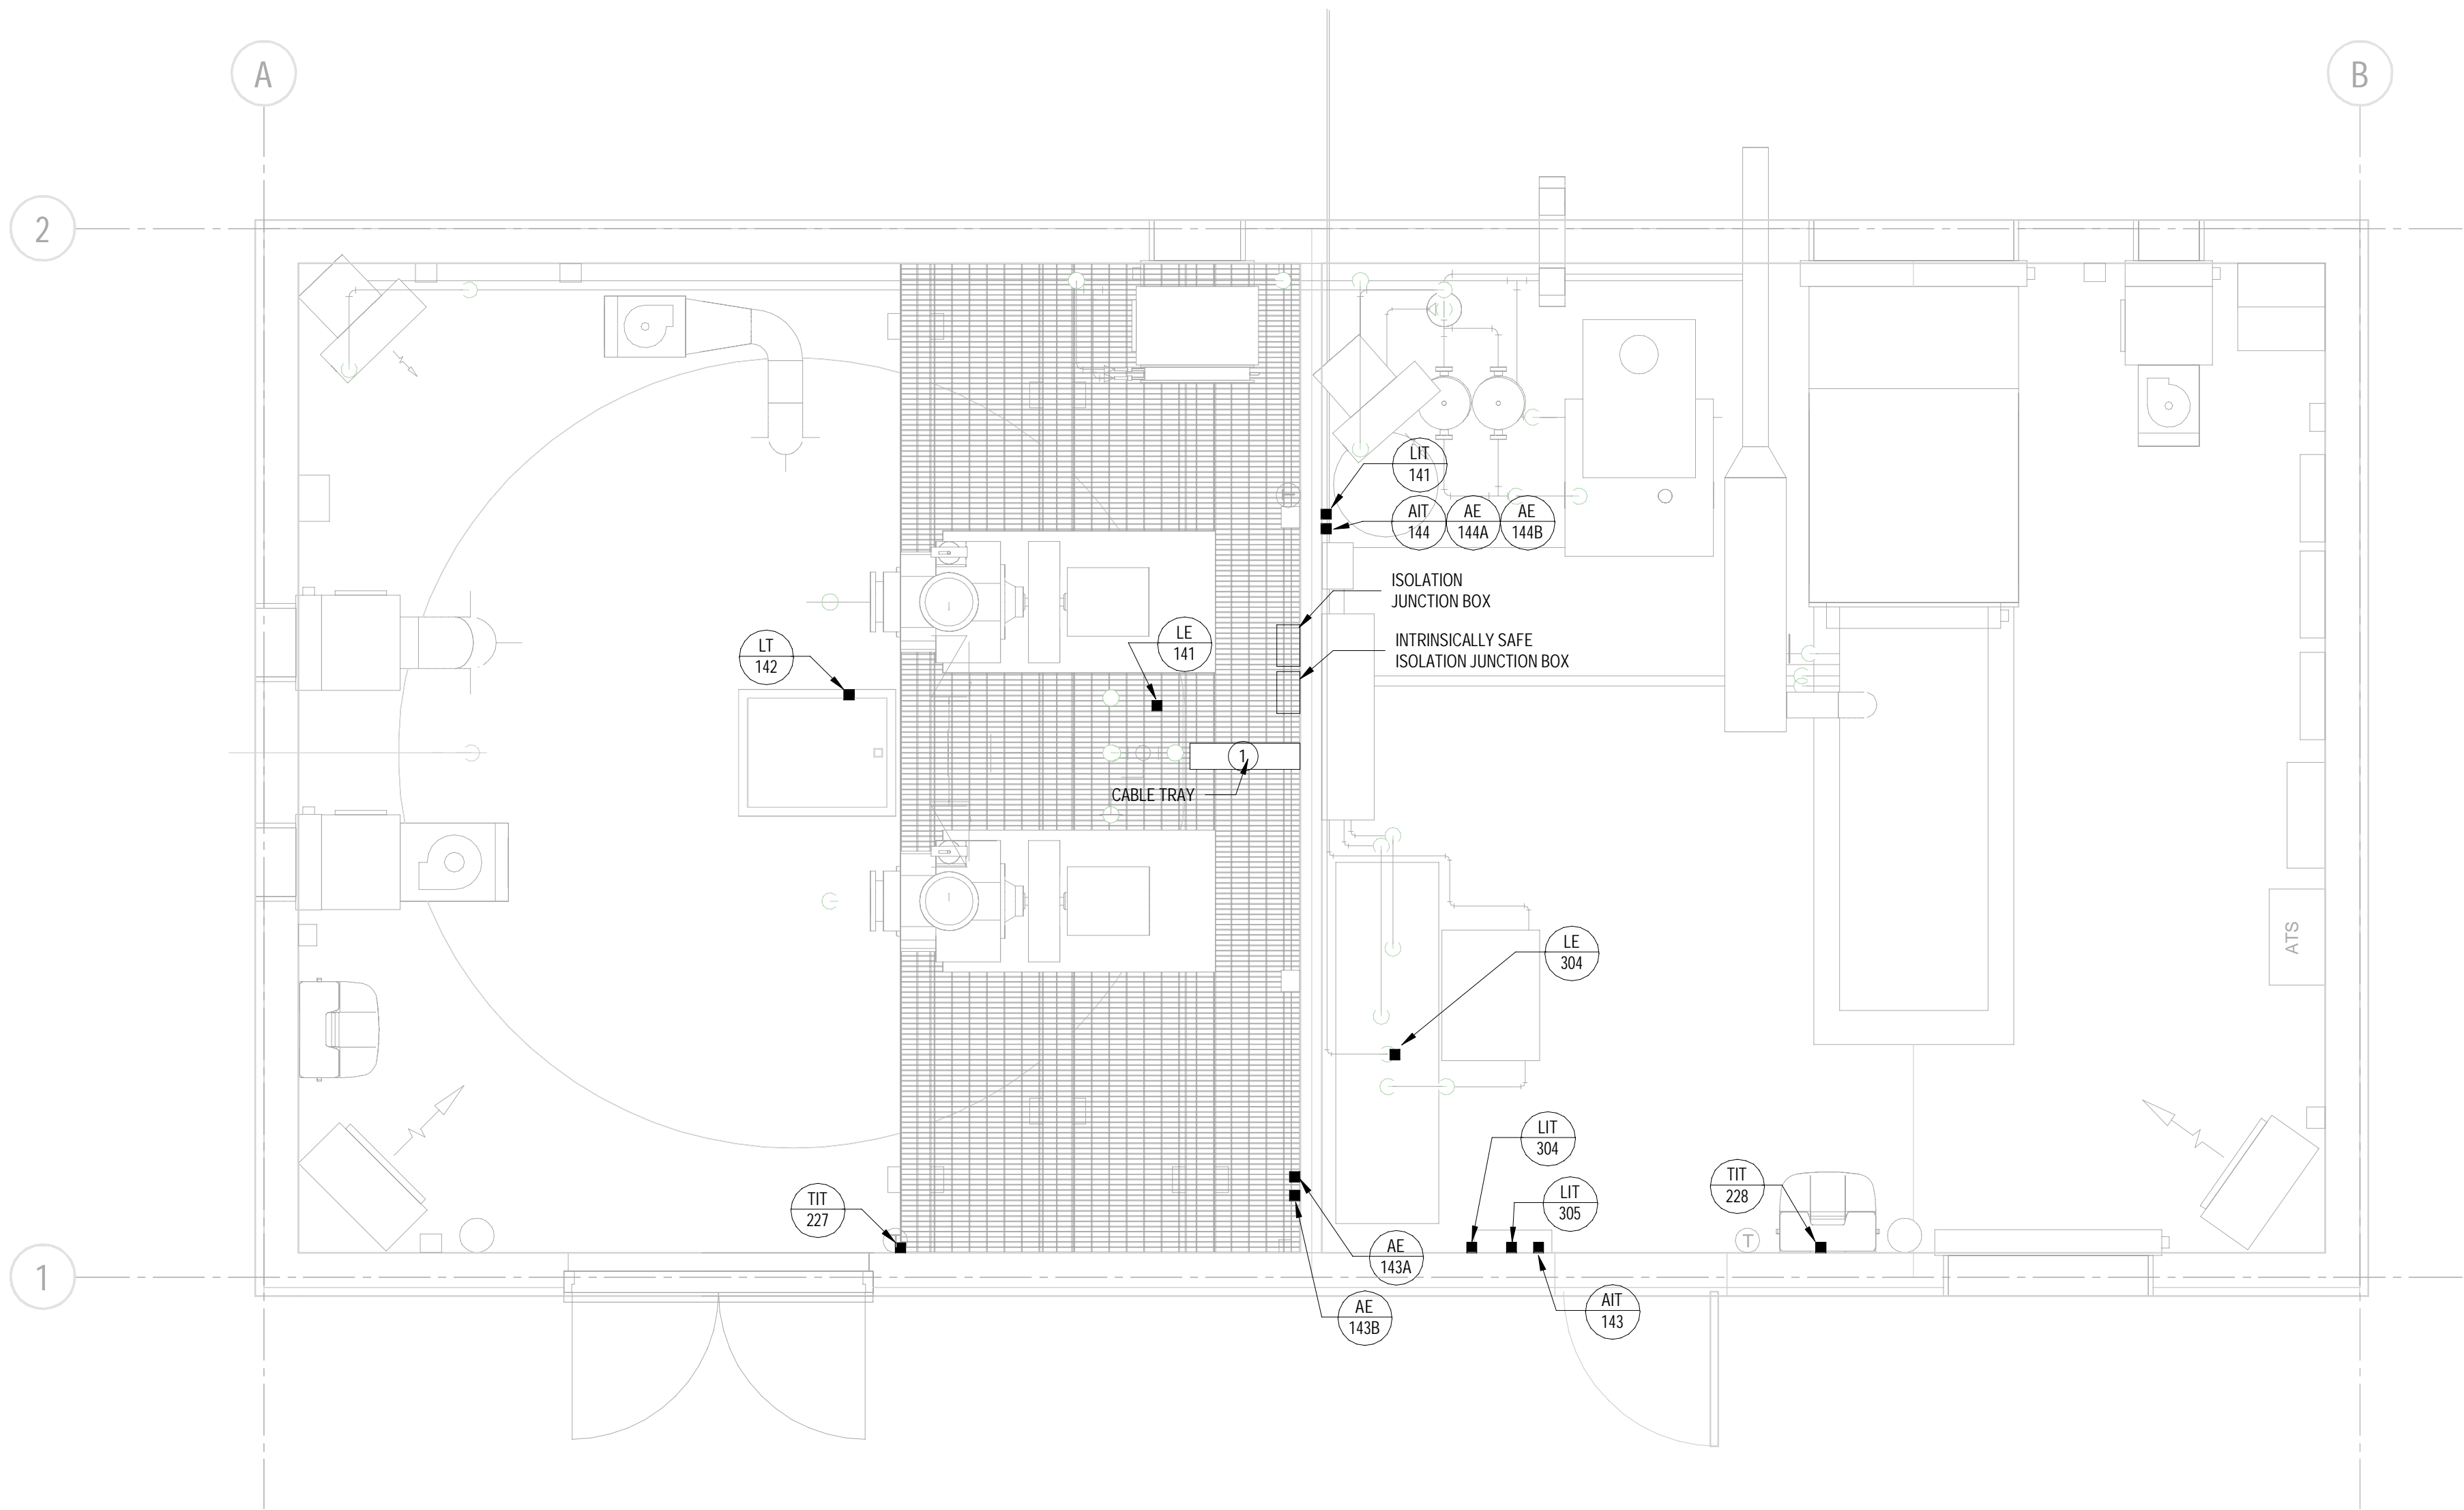 A
B
2
LIT
141
AIT
144
AE
144A
AE
144B
ISOLATION
JUNCTION BOX
LT
142
LE
141
INTRINSICALLY SAFE
ISOLATION JUNCTION BOX
1
CABLE TRAY
LE
304
ATS
LIT
304
TIT
227
LIT
305
TIT
228
T
AE
143A
1
AE
143B
AIT
143